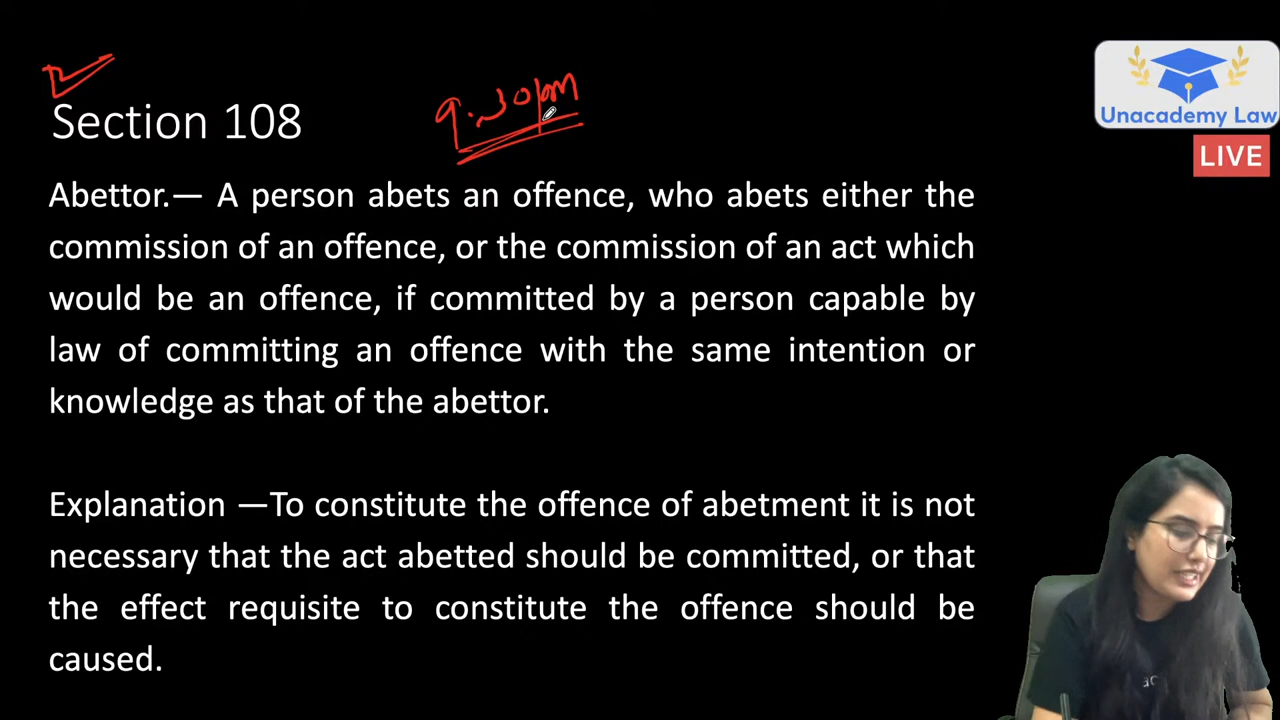 Section 108
9.30pm
Unacademy Law
LIVE
Abettor.— A person abets an offence, who abets either the
commission of an offence, or the commission of an act which
would be an offence, if committed by a person capable by
law of committing an offence with the same intention or
knowledge as that of the abettor.
Explanation —To constitute the offence of abetment it is not
necessary that the act abetted should be committed, or that
the effect requisite to constitute the offence should be
caused.